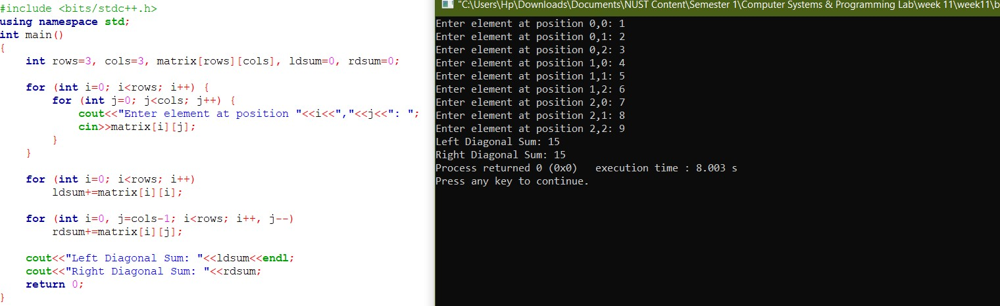 #include <bits/stdc++.h>
using namespace std;
int main()
{
    int rows=3, cols=3, matrix[rows][cols], ldsum=0, rdsum=0;

    for (int i=0; i<rows; i++) {
        for (int j=0; j<cols; j++) {
            cout<<"Enter element at position "<<i<<","<<j<<": ";
            cin>>matrix[i][j];
        }
    }

    for (int i=0; i<rows; i++)
        ldsum+=matrix[i][i];

    for (int i=0, j=cols-1; i<rows; i++, j--)
        rdsum+=matrix[i][j];

    cout<<"Left Diagonal Sum: "<<ldsum<<endl;
    cout<<"Right Diagonal Sum: "<<rdsum;
    return 0;
}
"C:\Users\Hp\Downloads\Documents\NUST Content\Semester 1\Computer Systems & Programming Lab\week 11\week11\b
Enter element at position 0,0: 1
Enter element at position 0,1: 2
Enter element at position 0,2: 3
Enter element at position 1,0: 4
Enter element at position 1,1: 5
Enter element at position 1,2: 6
Enter element at position 2,0: 7
Enter element at position 2,1: 8
Enter element at position 2,2: 9
Left Diagonal Sum: 15
Right Diagonal Sum: 15
Process returned 0 (0x0)   execution time : 8.003 s
Press any key to continue.